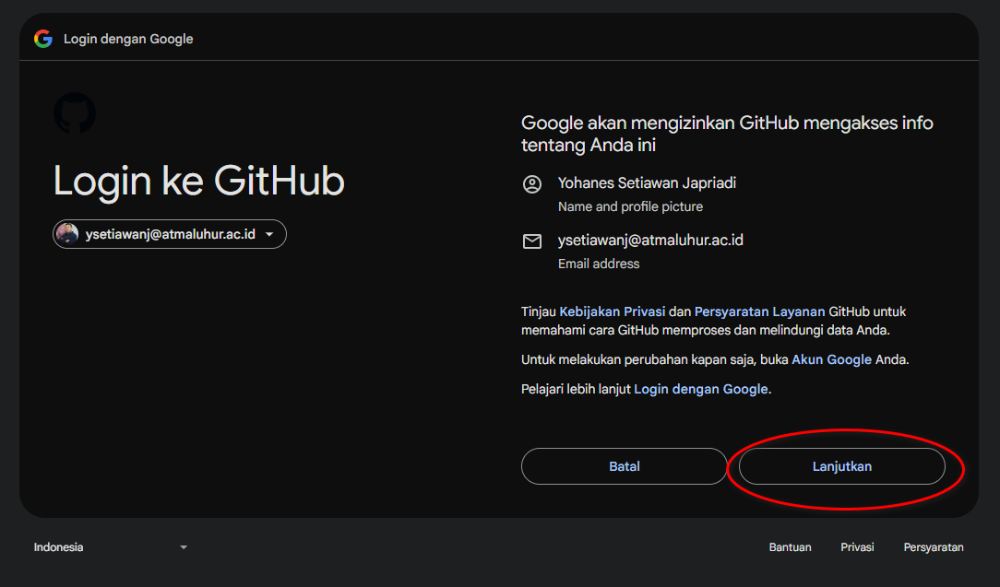 Login dengan Google
Login ke GitHub
ysetiawanj@atmaluhur.ac.id
Google akan mengizinkan GitHub mengakses info
tentang Anda ini
Yohanes Setiawan Japriadi
Name and profile picture
ysetiawanj@atmaluhur.ac.id
Email address
Tinjau Kebijakan Privasi dan Persyaratan Layanan GitHub untuk
memahami cara GitHub memproses dan melindungi data Anda.
Untuk melakukan perubahan kapan saja, buka Akun Google Anda.
Pelajari lebih lanjut Login dengan Google.
Batal
Lanjutkan
Indonesia
Bantuan
Privasi
Persyaratan